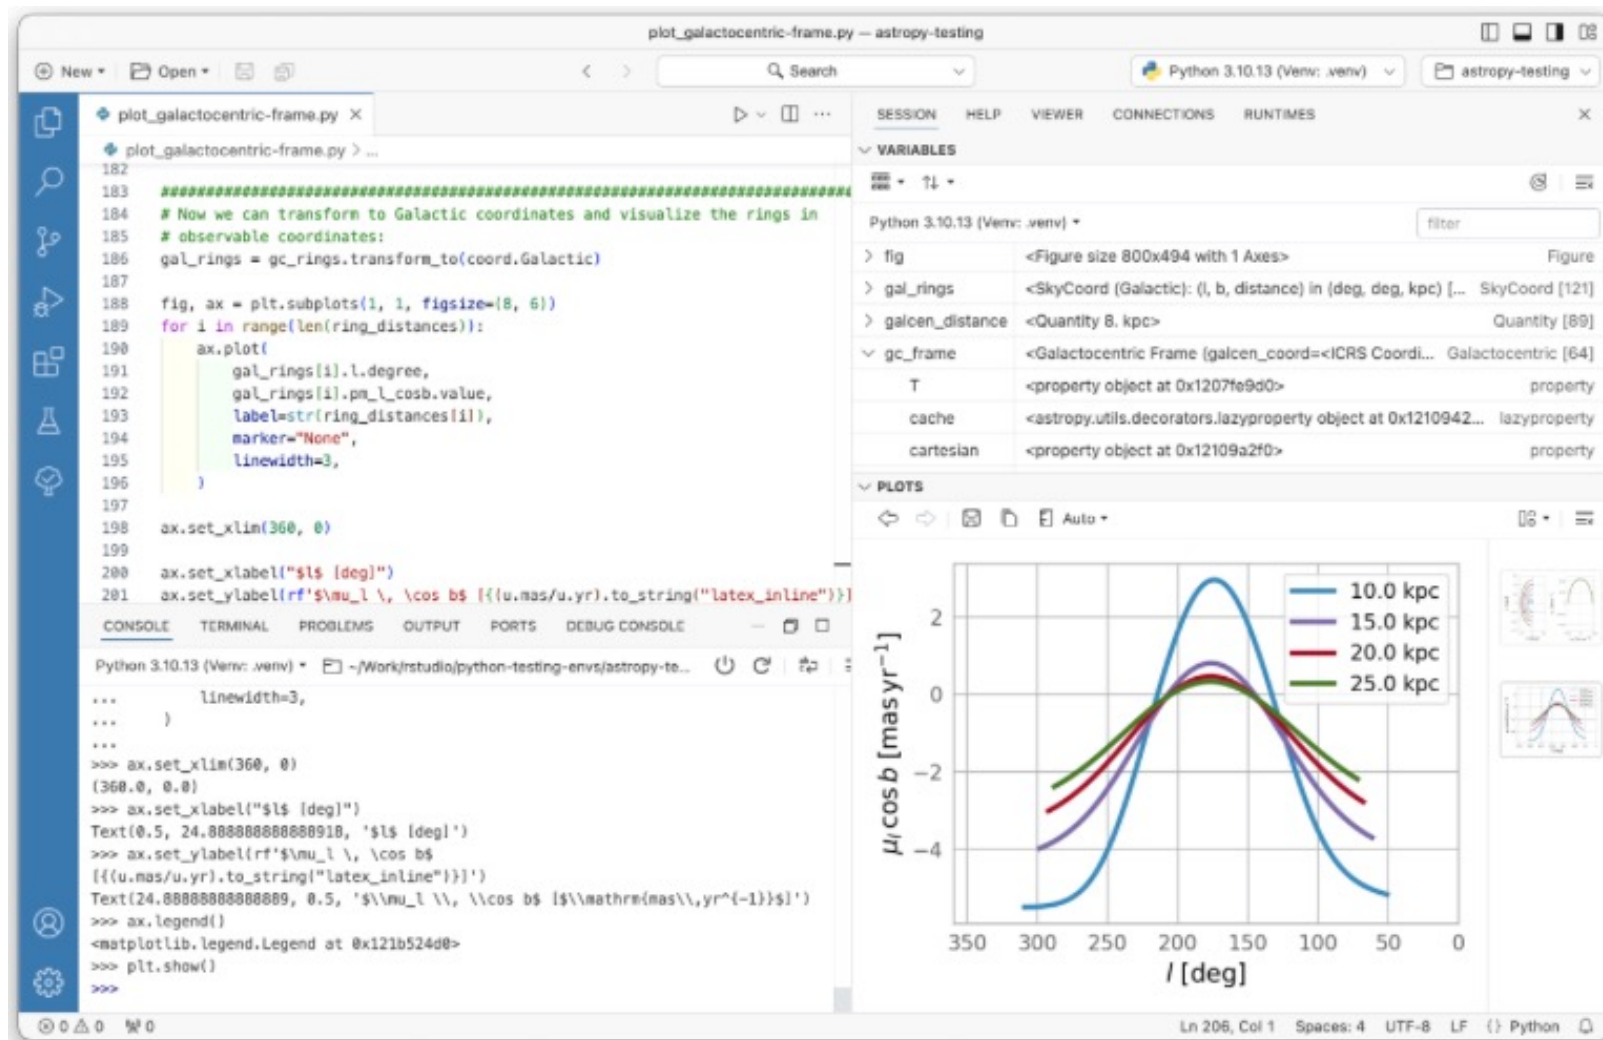 plot_galactocentric-frame.py — astropy-testing
New
Open
Search
Python 3.10.13 (Venv: .venv)
astropy-testing
plot_galactocentric-frame.py
plot_galactocentric-frame.py > ...
182
183 ################################################################################
184 # Now we can transform to Galactic coordinates and visualize the rings in
185 # observable coordinates:
186 gal_rings = gc_rings.transform_to(coord.Galactic)
187
188 fig, ax = plt.subplots(1, 1, figsize=(8, 6))
189 for i in range(len(ring_distances)):
190     ax.plot(
191         gal_rings[i].l.degree,
192         gal_rings[i].pm_l_cosb.value,
193         label=str(ring_distances[i]),
194         marker="None",
195         linewidth=3,
196     )
197
198 ax.set_xlim(360, 0)
199
200 ax.set_xlabel("$l$ [deg]")
201 ax.set_ylabel(rf'$\mu_l \, \cos b$ [{(u.mas/u.yr).to_string("latex_inline")}]
CONSOLE TERMINAL PROBLEMS OUTPUT PORTS DEBUG CONSOLE
Python 3.10.13 (Venv: .venv) ~/Work/rstudio/python-testing-envs/astropy-te...
... linewidth=3,
... )
...
>>> ax.set_xlim(360, 0)
(360.0, 0.0)
>>> ax.set_xlabel("$l$ [deg]")
Text(0.5, 24.888888888888918, '$l$ [deg]')
>>> ax.set_ylabel(rf'$\mu_l \, \cos b$
[{(u.mas/u.yr).to_string("latex_inline")}]')
Text(24.88888888888889, 0.5, '$\\mu_l \\, \\cos b$ [$\\mathrm{mas\\,yr^{-1}}$]')
>>> ax.legend()
<matplotlib.legend.Legend at 0x121b524d0>
>>> plt.show()
>>>
SESSION HELP VIEWER CONNECTIONS RUNTIMES
VARIABLES
Python 3.10.13 (Venv: .venv)
filter
fig <Figure size 800x494 with 1 Axes> Figure
gal_rings <SkyCoord (Galactic): (l, b, distance) in (deg, deg, kpc) [... SkyCoord [121]
galcen_distance <Quantity 8. kpc> Quantity [89]
gc_frame <Galactocentric Frame (galcen_coord=<ICRS Coordi... Galactocentric [64]
T <property object at 0x1207fe9d0> property
cache <astropy.utils.decorators.lazyproperty object at 0x1210942... lazyproperty
cartesian <property object at 0x12109a2f0> property
PLOTS
Auto
10.0 kpc
15.0 kpc
20.0 kpc
25.0 kpc
2
0
−2
−4
μl cos b [mas yr−1]
350 300 250 200 150 100 50 0
l [deg]
0 0 0
Ln 206, Col 1 Spaces: 4 UTF-8 LF {} Python